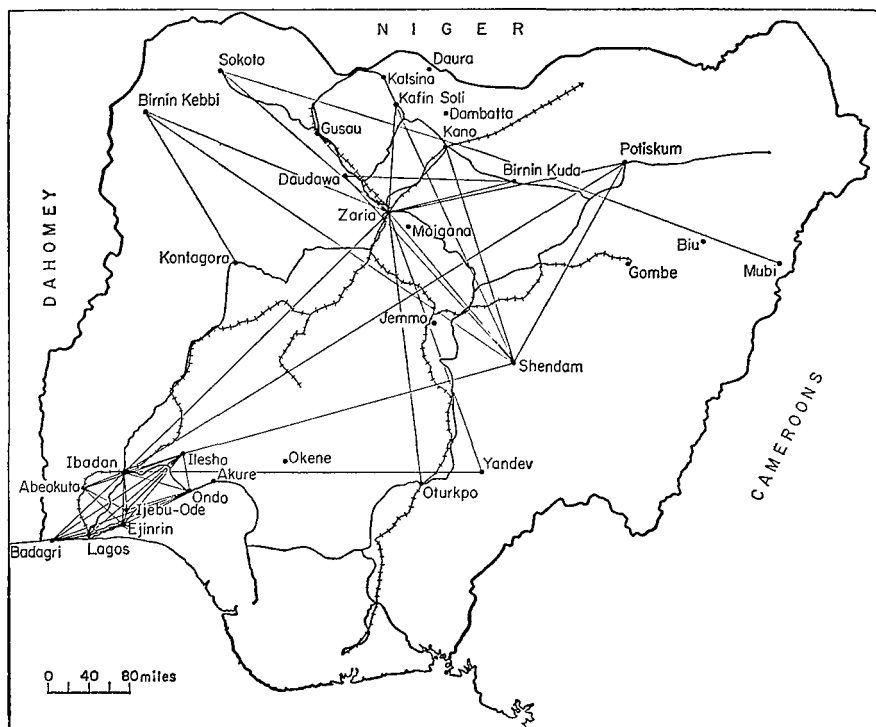 NIGER
Sokoto
Daura
Katsina
Birnin Kebbi
Kafin Soli
Dambatta
Gusau
Kano
Potiskum
Daudawa
Birnin Kuda
Zaria
DAHOMEY
Majgana
Biu
Kontagora
Gombe
Mubi
Jemma
Shendam
CAMEROONS
Ibadan
Ilesha
Okene
Akure
Yandev
Abeokuta
Ondo
Oturkpo
Ijebu-Ode
Ejinrin
Badagri
Lagos
0 40 80 miles